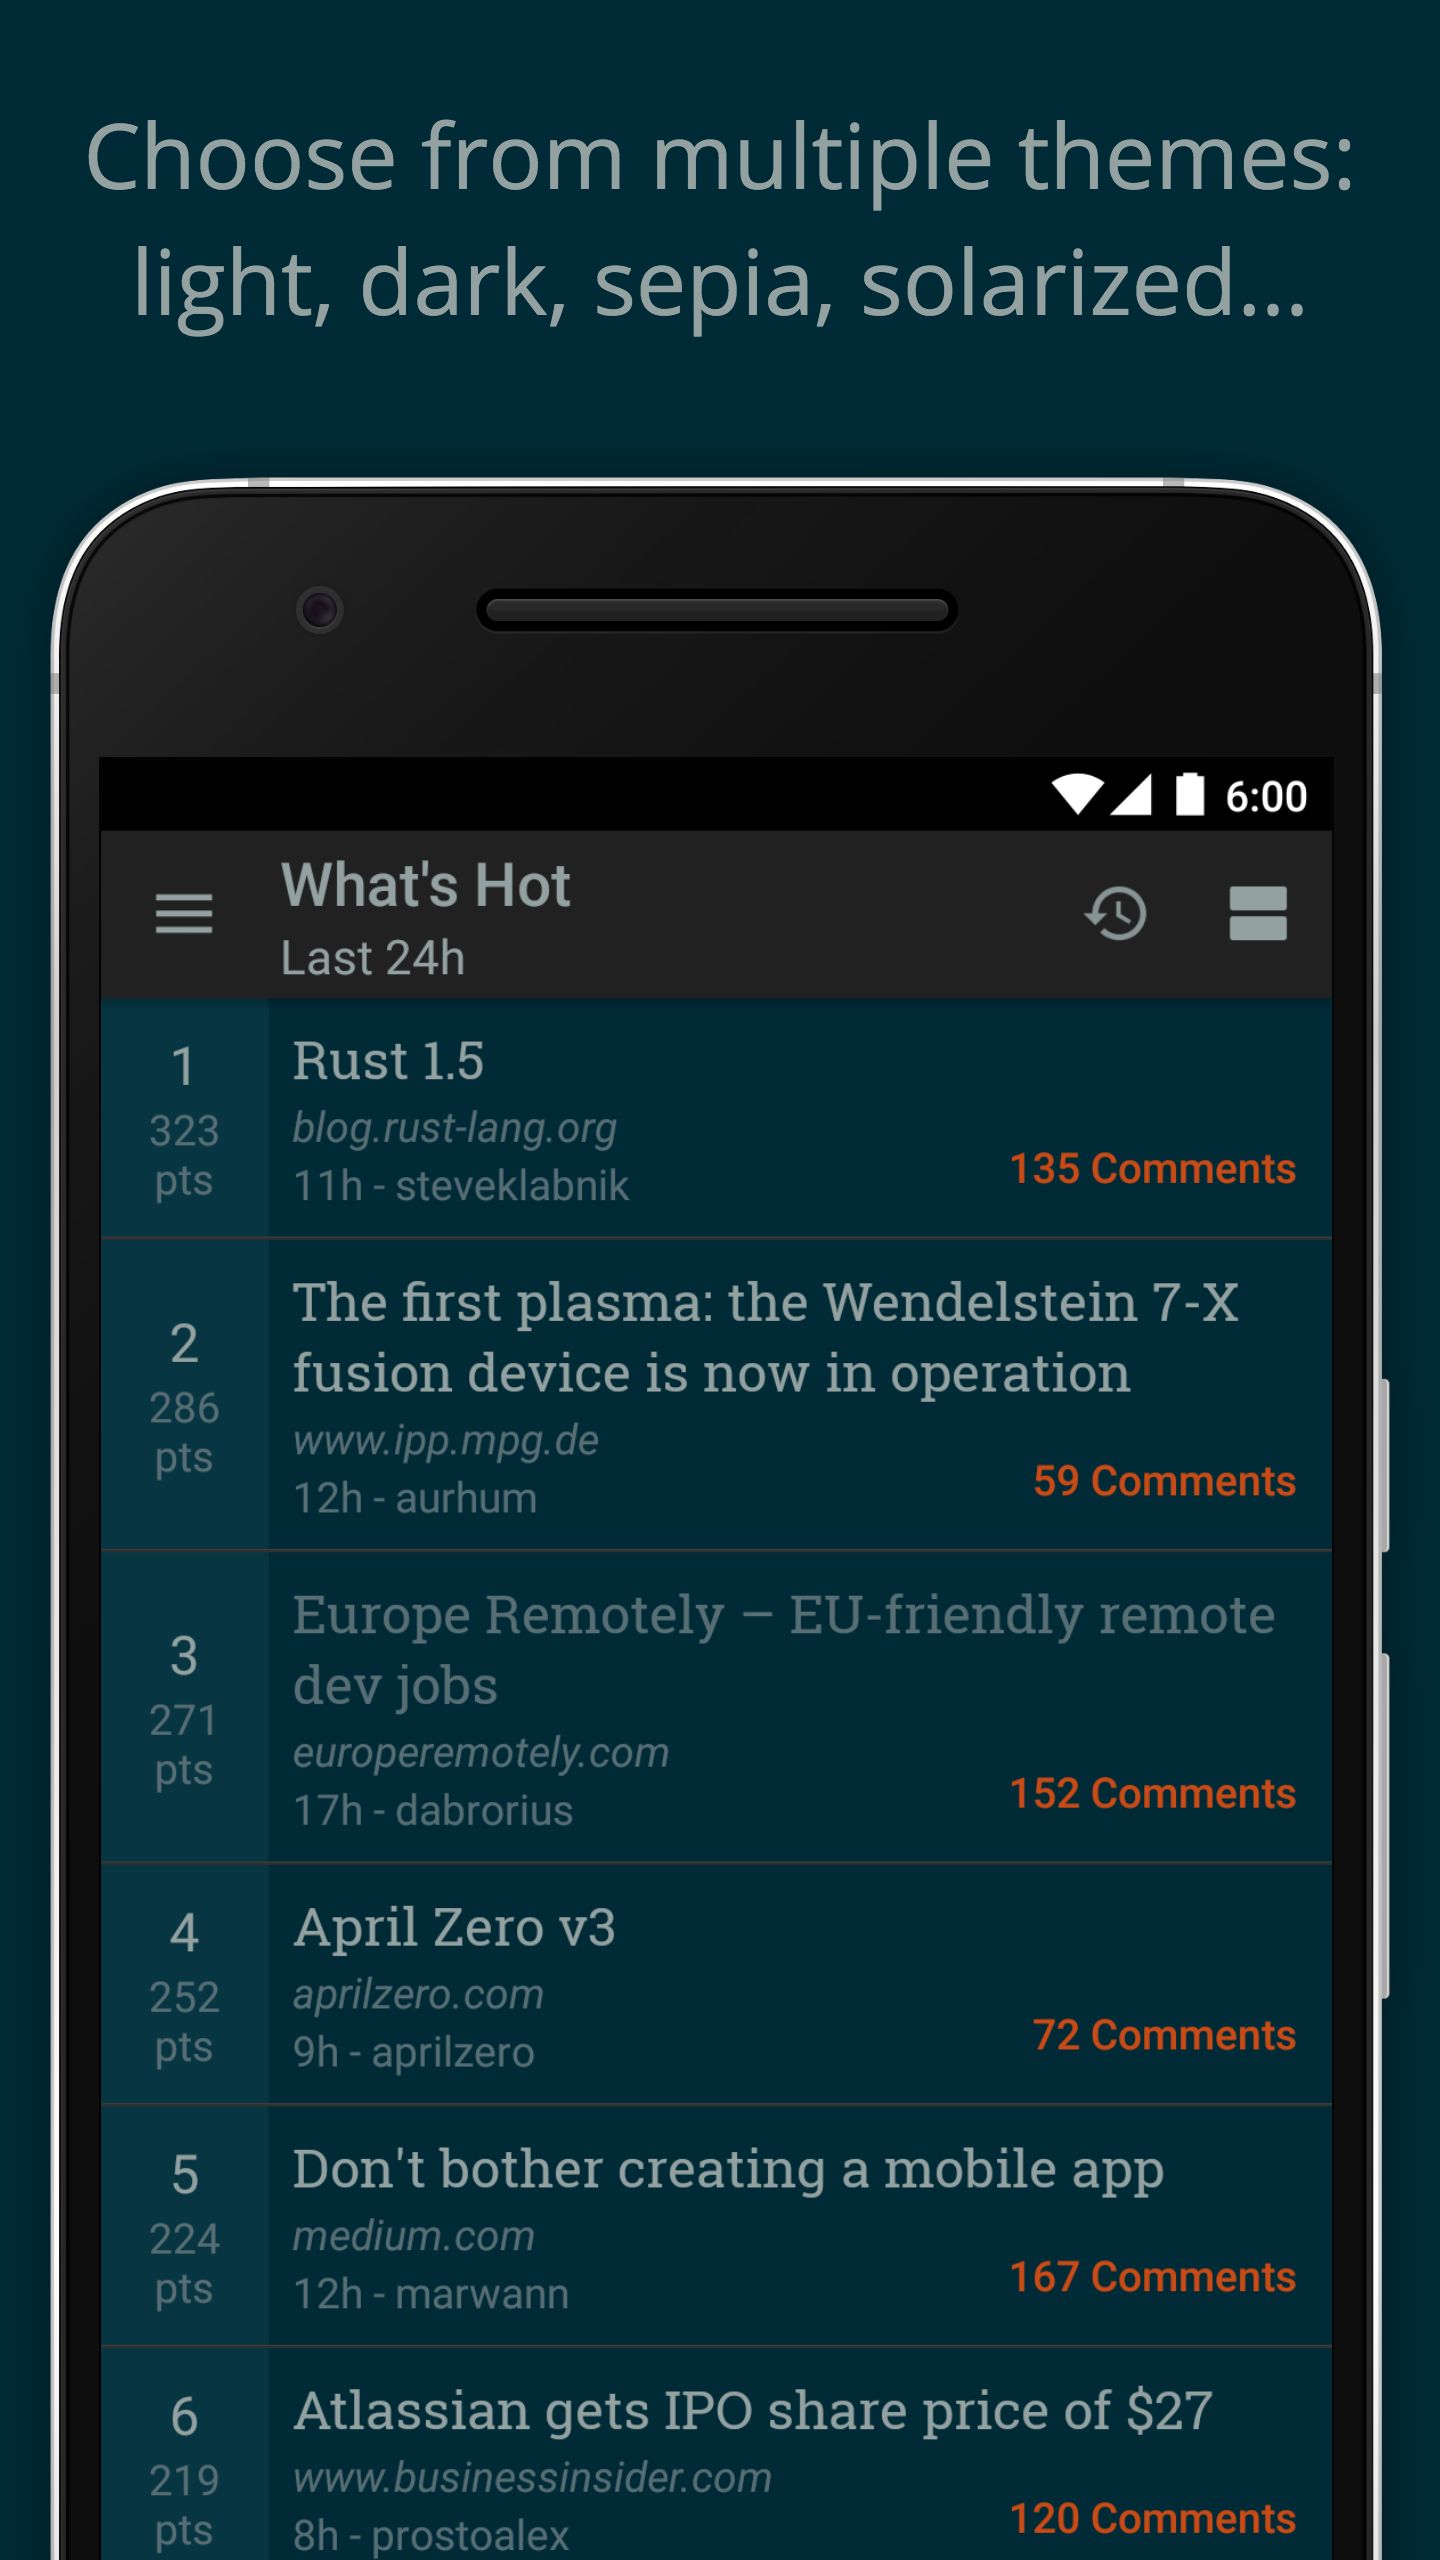 Choose from multiple themes:
light, dark, sepia, solarized...
6:00
What's Hot
Last 24h
1
323
pts
Rust 1.5
blog.rust-lang.org
11h - steveklabnik
135 Comments
2
286
pts
The first plasma: the Wendelstein 7-X
fusion device is now in operation
www.ipp.mpg.de
12h - aurhum
59 Comments
3
271
pts
Europe Remotely – EU-friendly remote
dev jobs
europeremotely.com
17h - dabrorius
152 Comments
4
252
pts
April Zero v3
aprilzero.com
9h - aprilzero
72 Comments
5
224
pts
Don't bother creating a mobile app
medium.com
12h - marwann
167 Comments
6
219
pts
Atlassian gets IPO share price of $27
www.businessinsider.com
8h - prostoalex
120 Comments